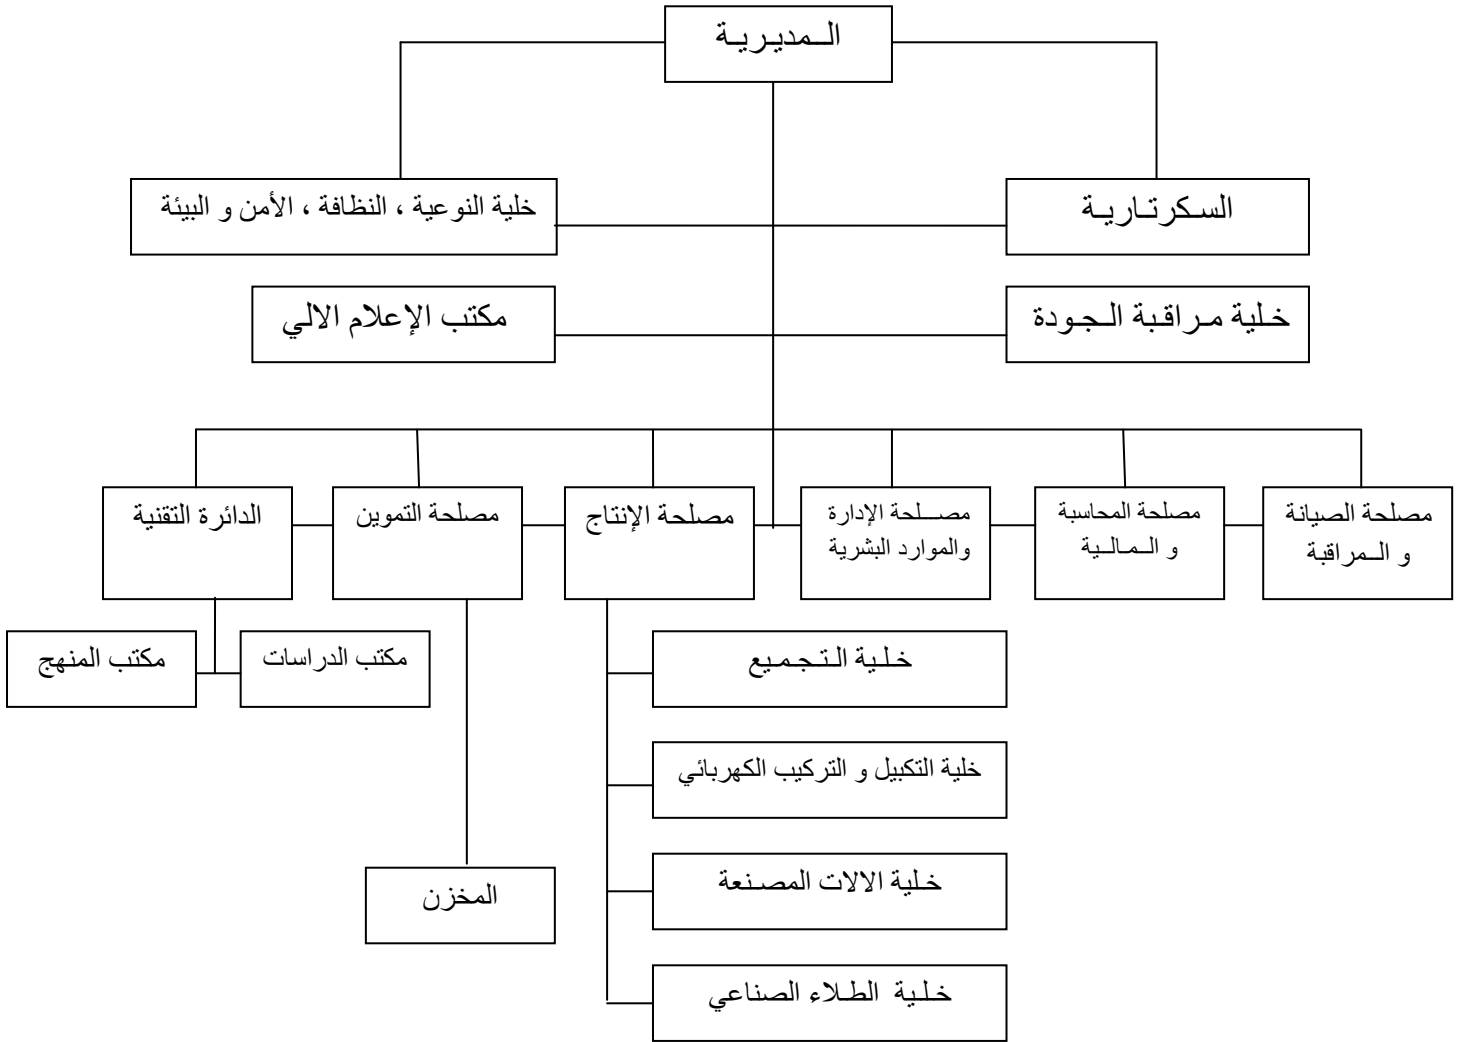 المديرية
السكرتارية
خلية النوعية ، النظافة ، الأمن و البيئة
خلية مراقبة الجودة
مكتب الإعلام الالي
مصلحة الصيانة
و المراقبة
مصلحة المحاسبة
و المالية
مصلحة الإدارة
والموارد البشرية
مصلحة الإنتاج
مصلحة التموين
الدائرة التقنية
خلية التجميع
مكتب الدراسات
مكتب المنهج
خلية التكبيل و التركيب الكهربائي
خلية الالات المصنعة
المخزن
خلية الطلاء الصناعي